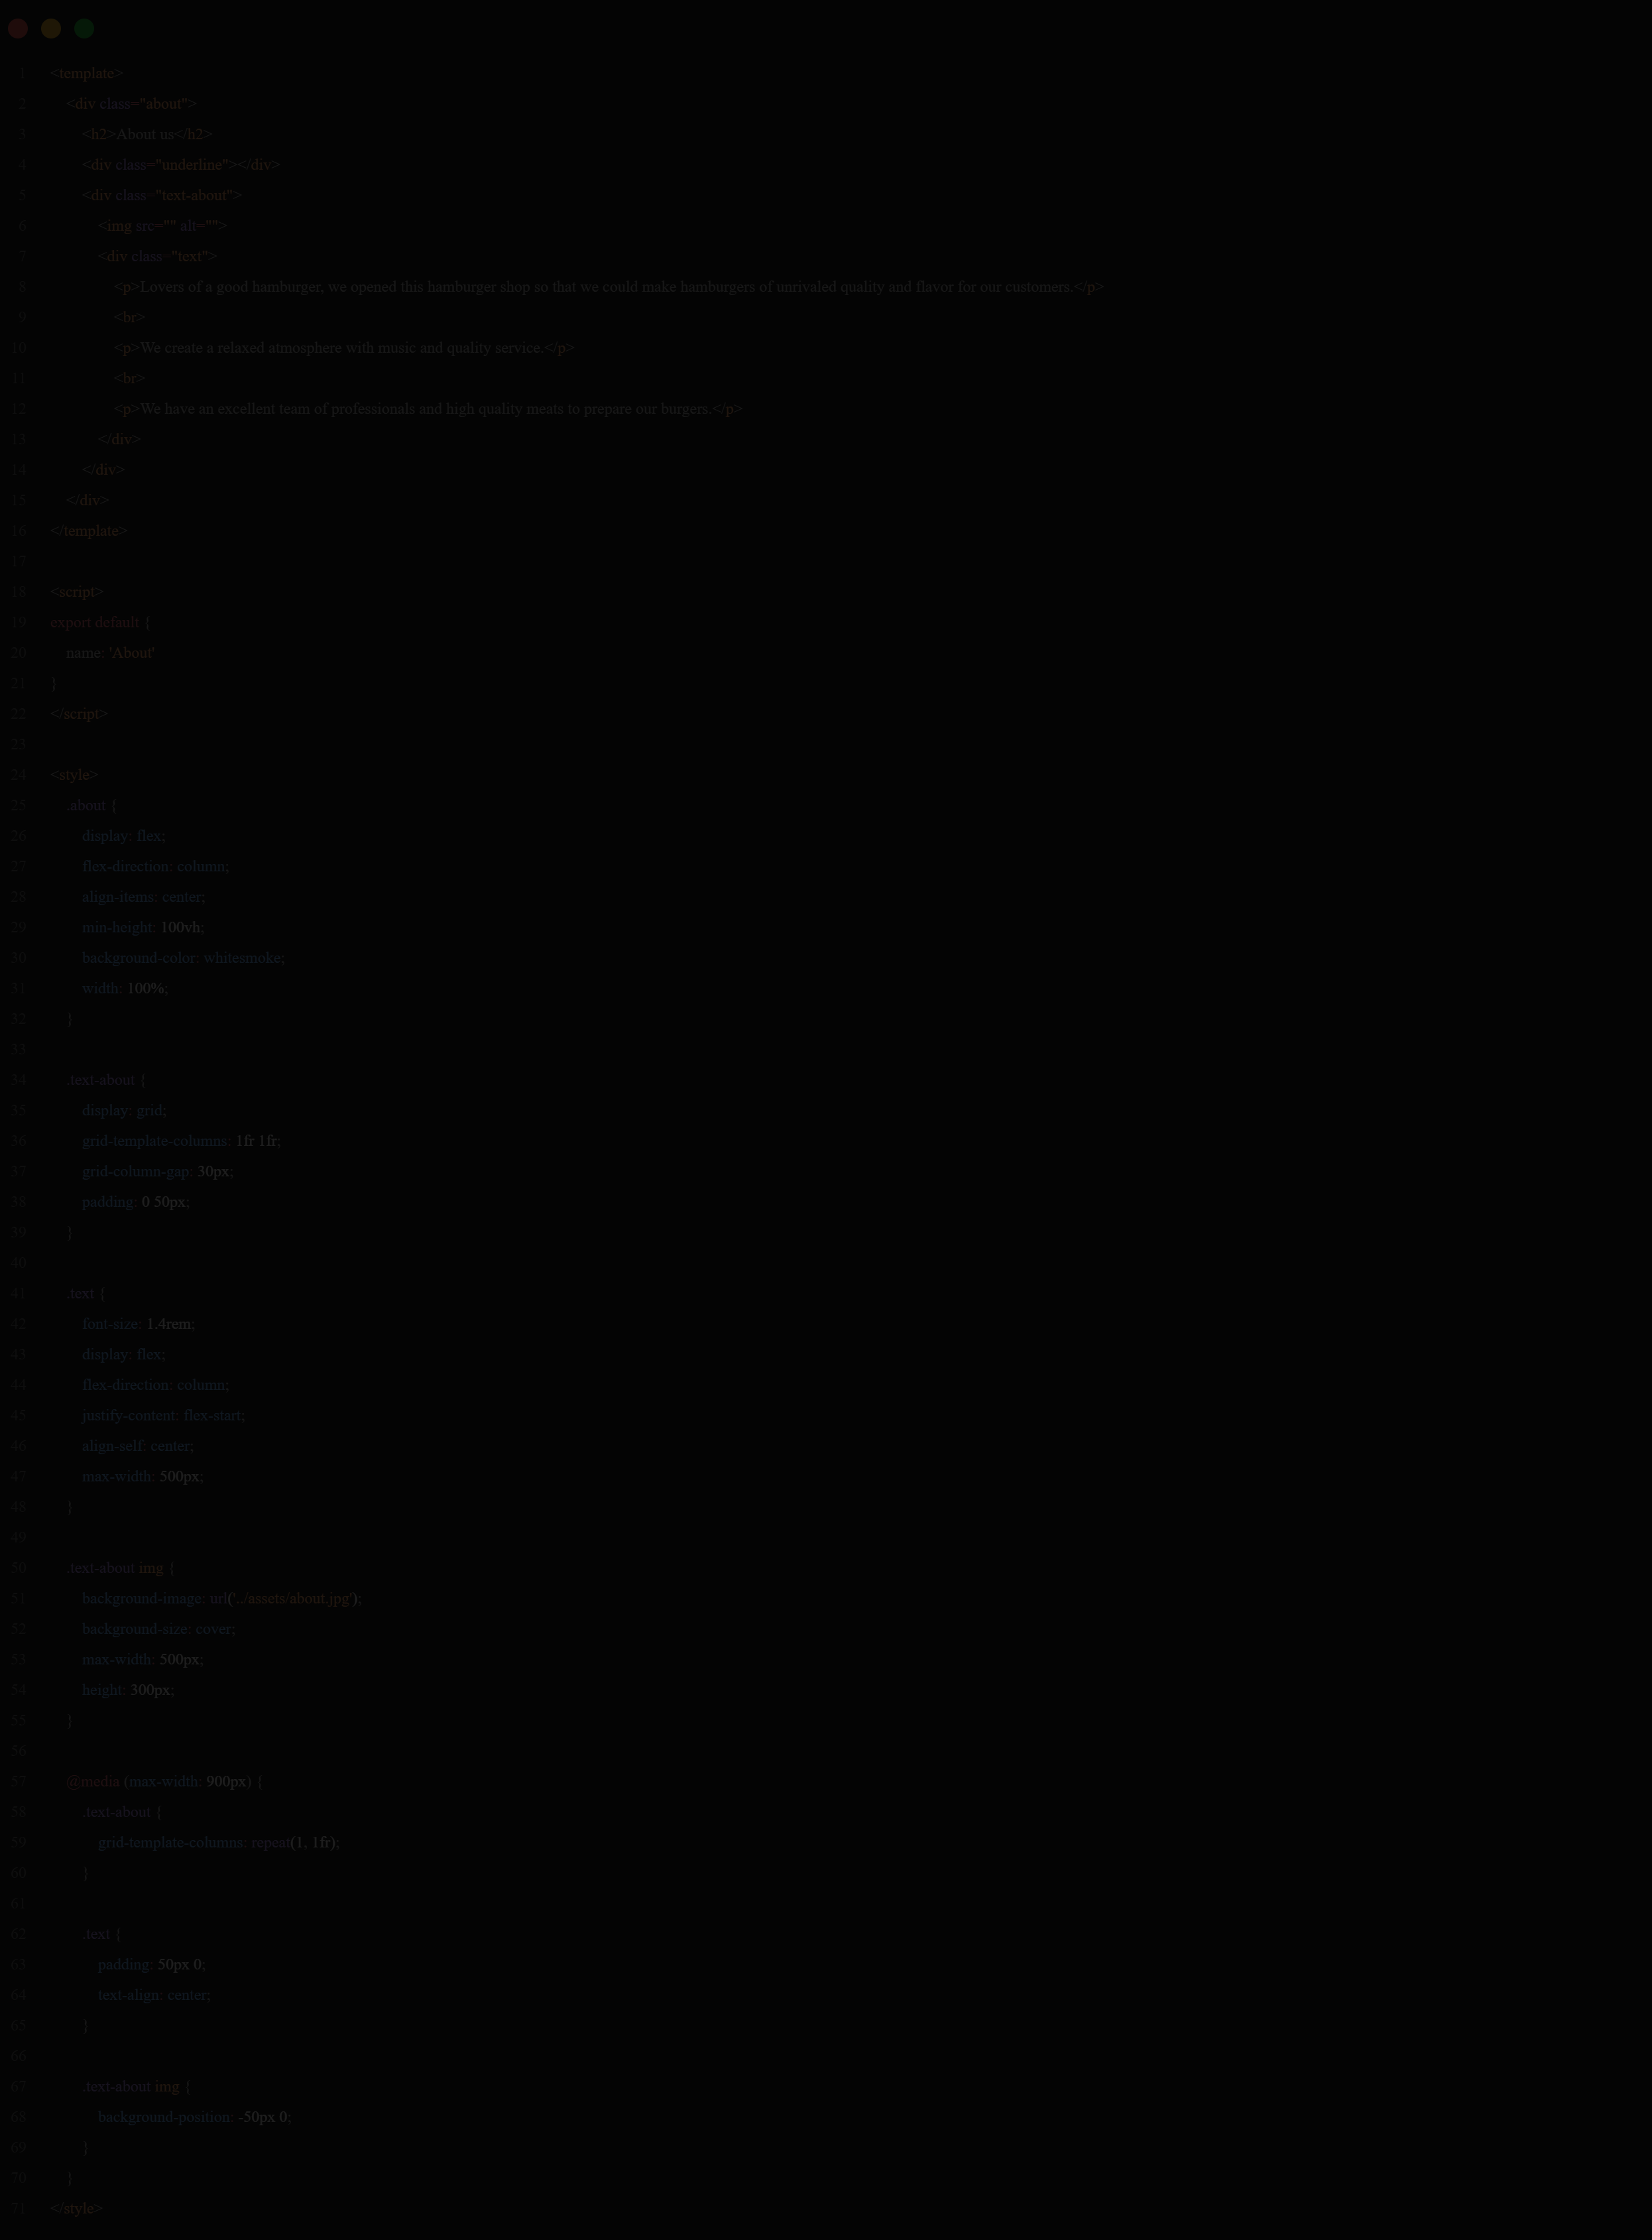 1 <template>
2 <div class="about">
3 <h2>About us</h2>
4 <div class="underline"></div>
5 <div class="text-about">
6 <img src="" alt="">
7 <div class="text">
8 <p>Lovers of a good hamburger, we opened this hamburger shop so that we could make hamburgers of unrivaled quality and flavor for our customers.</p>
9 <br>
10 <p>We create a relaxed atmosphere with music and quality service.</p>
11 <br>
12 <p>We have an excellent team of professionals and high quality meats to prepare our burgers.</p>
13 </div>
14 </div>
15 </div>
16 </template>
17
18 <script>
19 export default {
20 name: 'About'
21 }
22 </script>
23
24 <style>
25 .about {
26 display: flex;
27 flex-direction: column;
28 align-items: center;
29 min-height: 100vh;
30 background-color: whitesmoke;
31 width: 100%;
32 }
33
34 .text-about {
35 display: grid;
36 grid-template-columns: 1fr 1fr;
37 grid-column-gap: 30px;
38 padding: 0 50px;
39 }
40
41 .text {
42 font-size: 1.4rem;
43 display: flex;
44 flex-direction: column;
45 justify-content: flex-start;
46 align-self: center;
47 max-width: 500px;
48 }
49
50 .text-about img {
51 background-image: url('../assets/about.jpg');
52 background-size: cover;
53 max-width: 500px;
54 height: 300px;
55 }
56
57 @media (max-width: 900px) {
58 .text-about {
59 grid-template-columns: repeat(1, 1fr);
60 }
61
62 .text {
63 padding: 50px 0;
64 text-align: center;
65 }
66
67 .text-about img {
68 background-position: -50px 0;
69 }
70 }
71 </style>